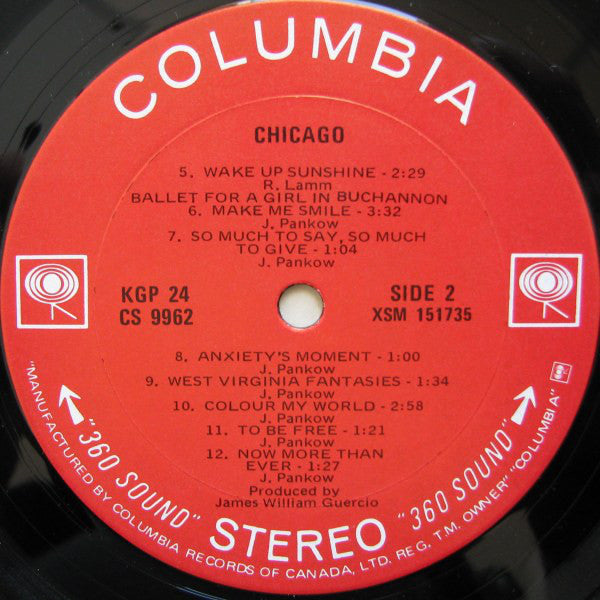 COLUMBIA
CHICAGO
5. WAKE UP SUNSHINE - 2:29
R. Lamm
BALLET FOR A GIRL IN BUCHANNON
6. MAKE ME SMILE - 3:32
J. Pankow
7. SO MUCH TO SAY, SO MUCH
TO GIVE - 1:04
J. Pankow
KGP 24
CS 9962
SIDE 2
XSM 151735
8. ANXIETY'S MOMENT - 1:00
J. Pankow
9. WEST VIRGINIA FANTASIES - 1:34
J. Pankow
10. COLOUR MY WORLD - 2:58
J. Pankow
11. TO BE FREE - 1:21
J. Pankow
12. NOW MORE THAN
EVER - 1:27
J. Pankow
Produced by
James William Guercio
"360 SOUND" STEREO "360 SOUND"
"MANUFACTURED BY COLUMBIA RECORDS OF CANADA, LTD. REG. T.M. OWNER" "COLUMBIA"